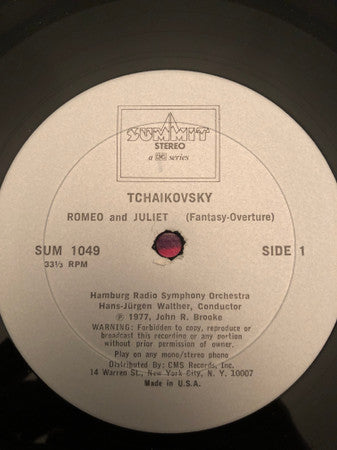 SUMMIT
STEREO
a series
TCHAIKOVSKY
ROMEO and JULIET (Fantasy-Overture)
SUM 1049 SIDE 1
33⅓ RPM
Hamburg Radio Symphony Orchestra
Hans-Jürgen Walther, Conductor
℗ 1977, John R. Brooke
WARNING: Forbidden to copy, reproduce or
broadcast this recording or any portion
without prior permission of owner.
Play on any mono/stereo phono
Distributed By: CMS Records, Inc.
14 Warren St., New York City, N. Y. 10007
Made in U.S.A.